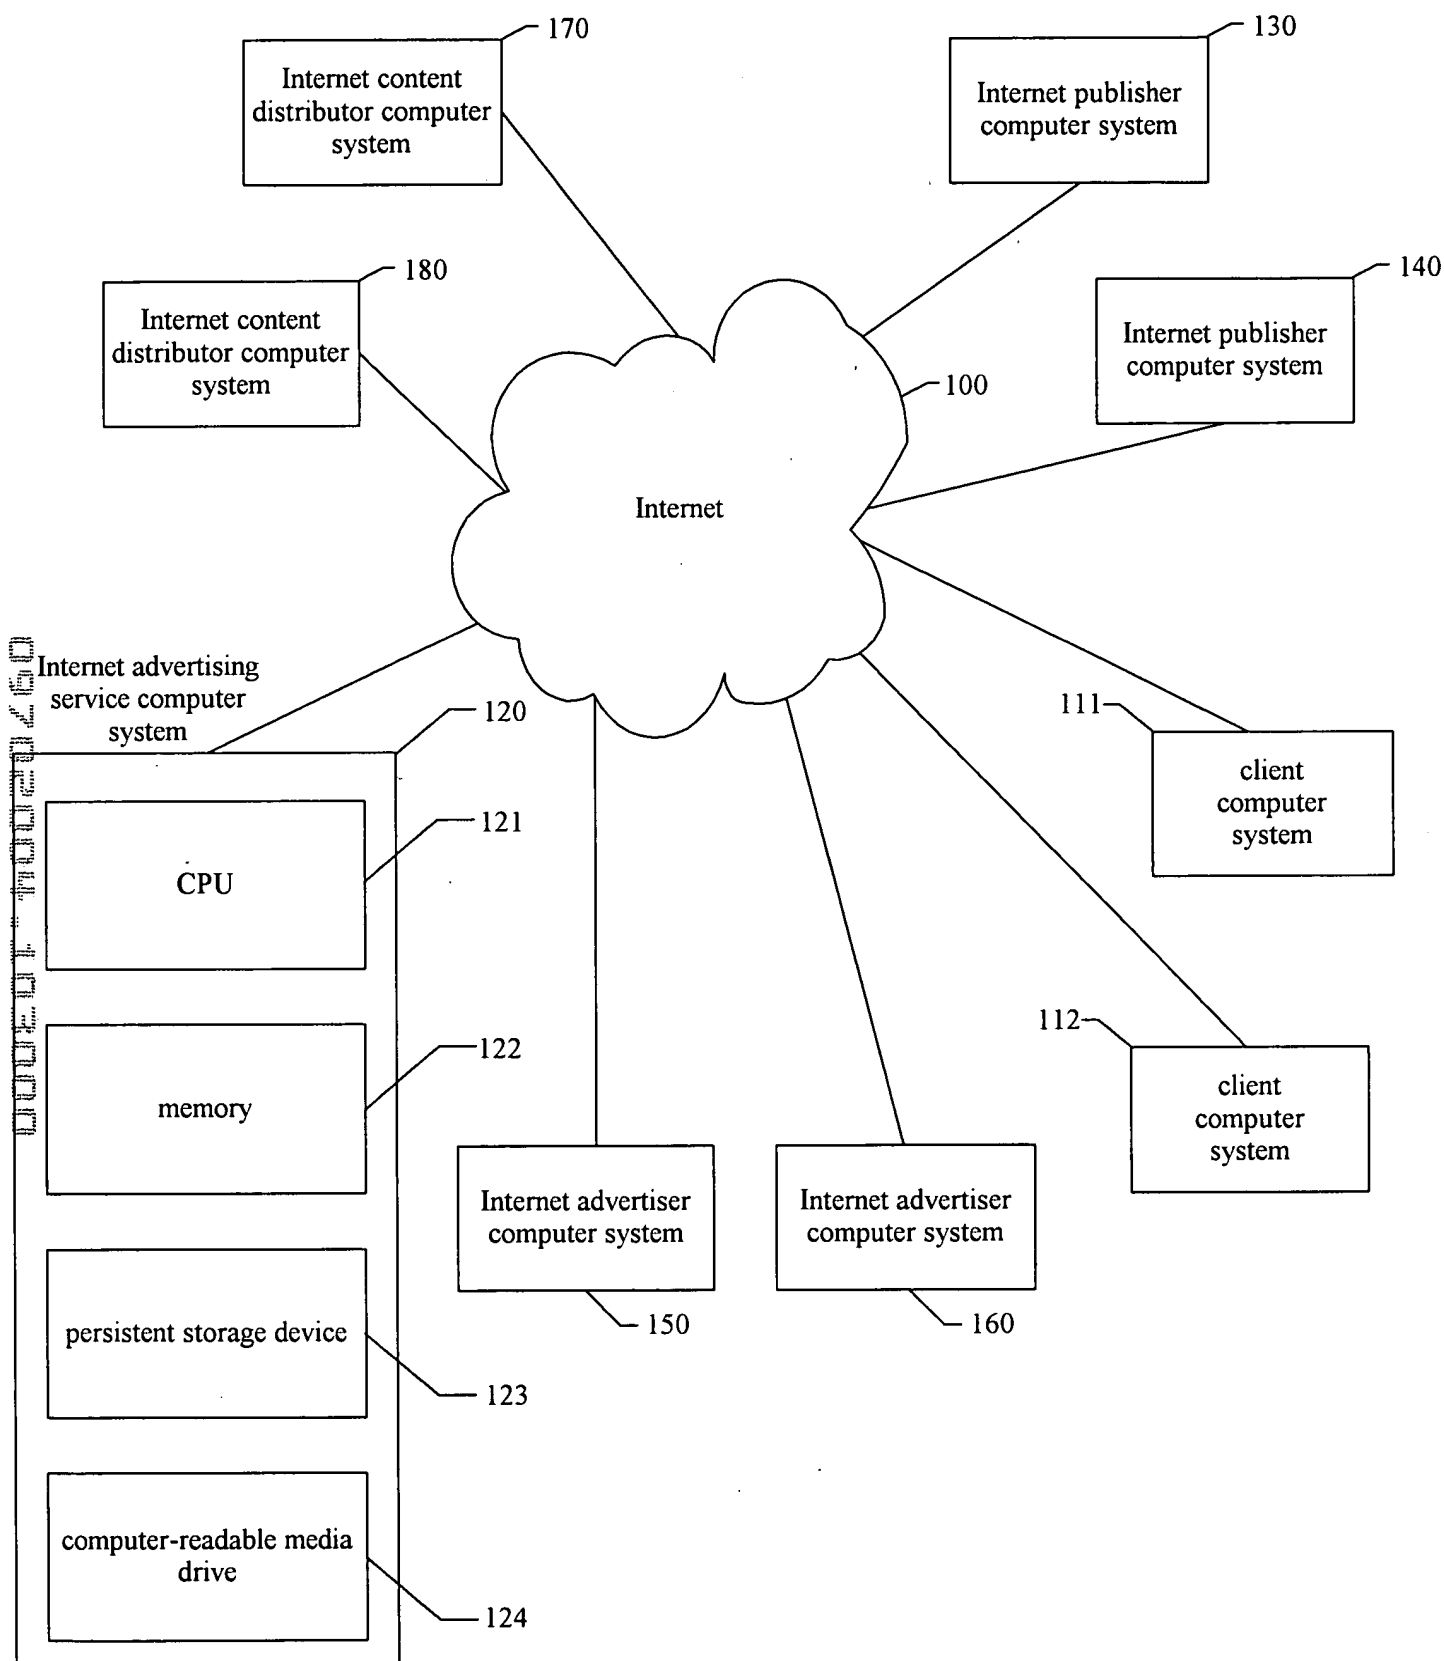 170
Internet content
distributor computer
system
130
Internet publisher
computer system
180
Internet content
distributor computer
system
140
Internet publisher
computer system
100
Internet
Internet advertising
service computer
system
120
111
client
computer
system
121
CPU
122
memory
112
client
computer
system
Internet advertiser
computer system
150
Internet advertiser
computer system
160
persistent storage device
123
computer-readable media
drive
124